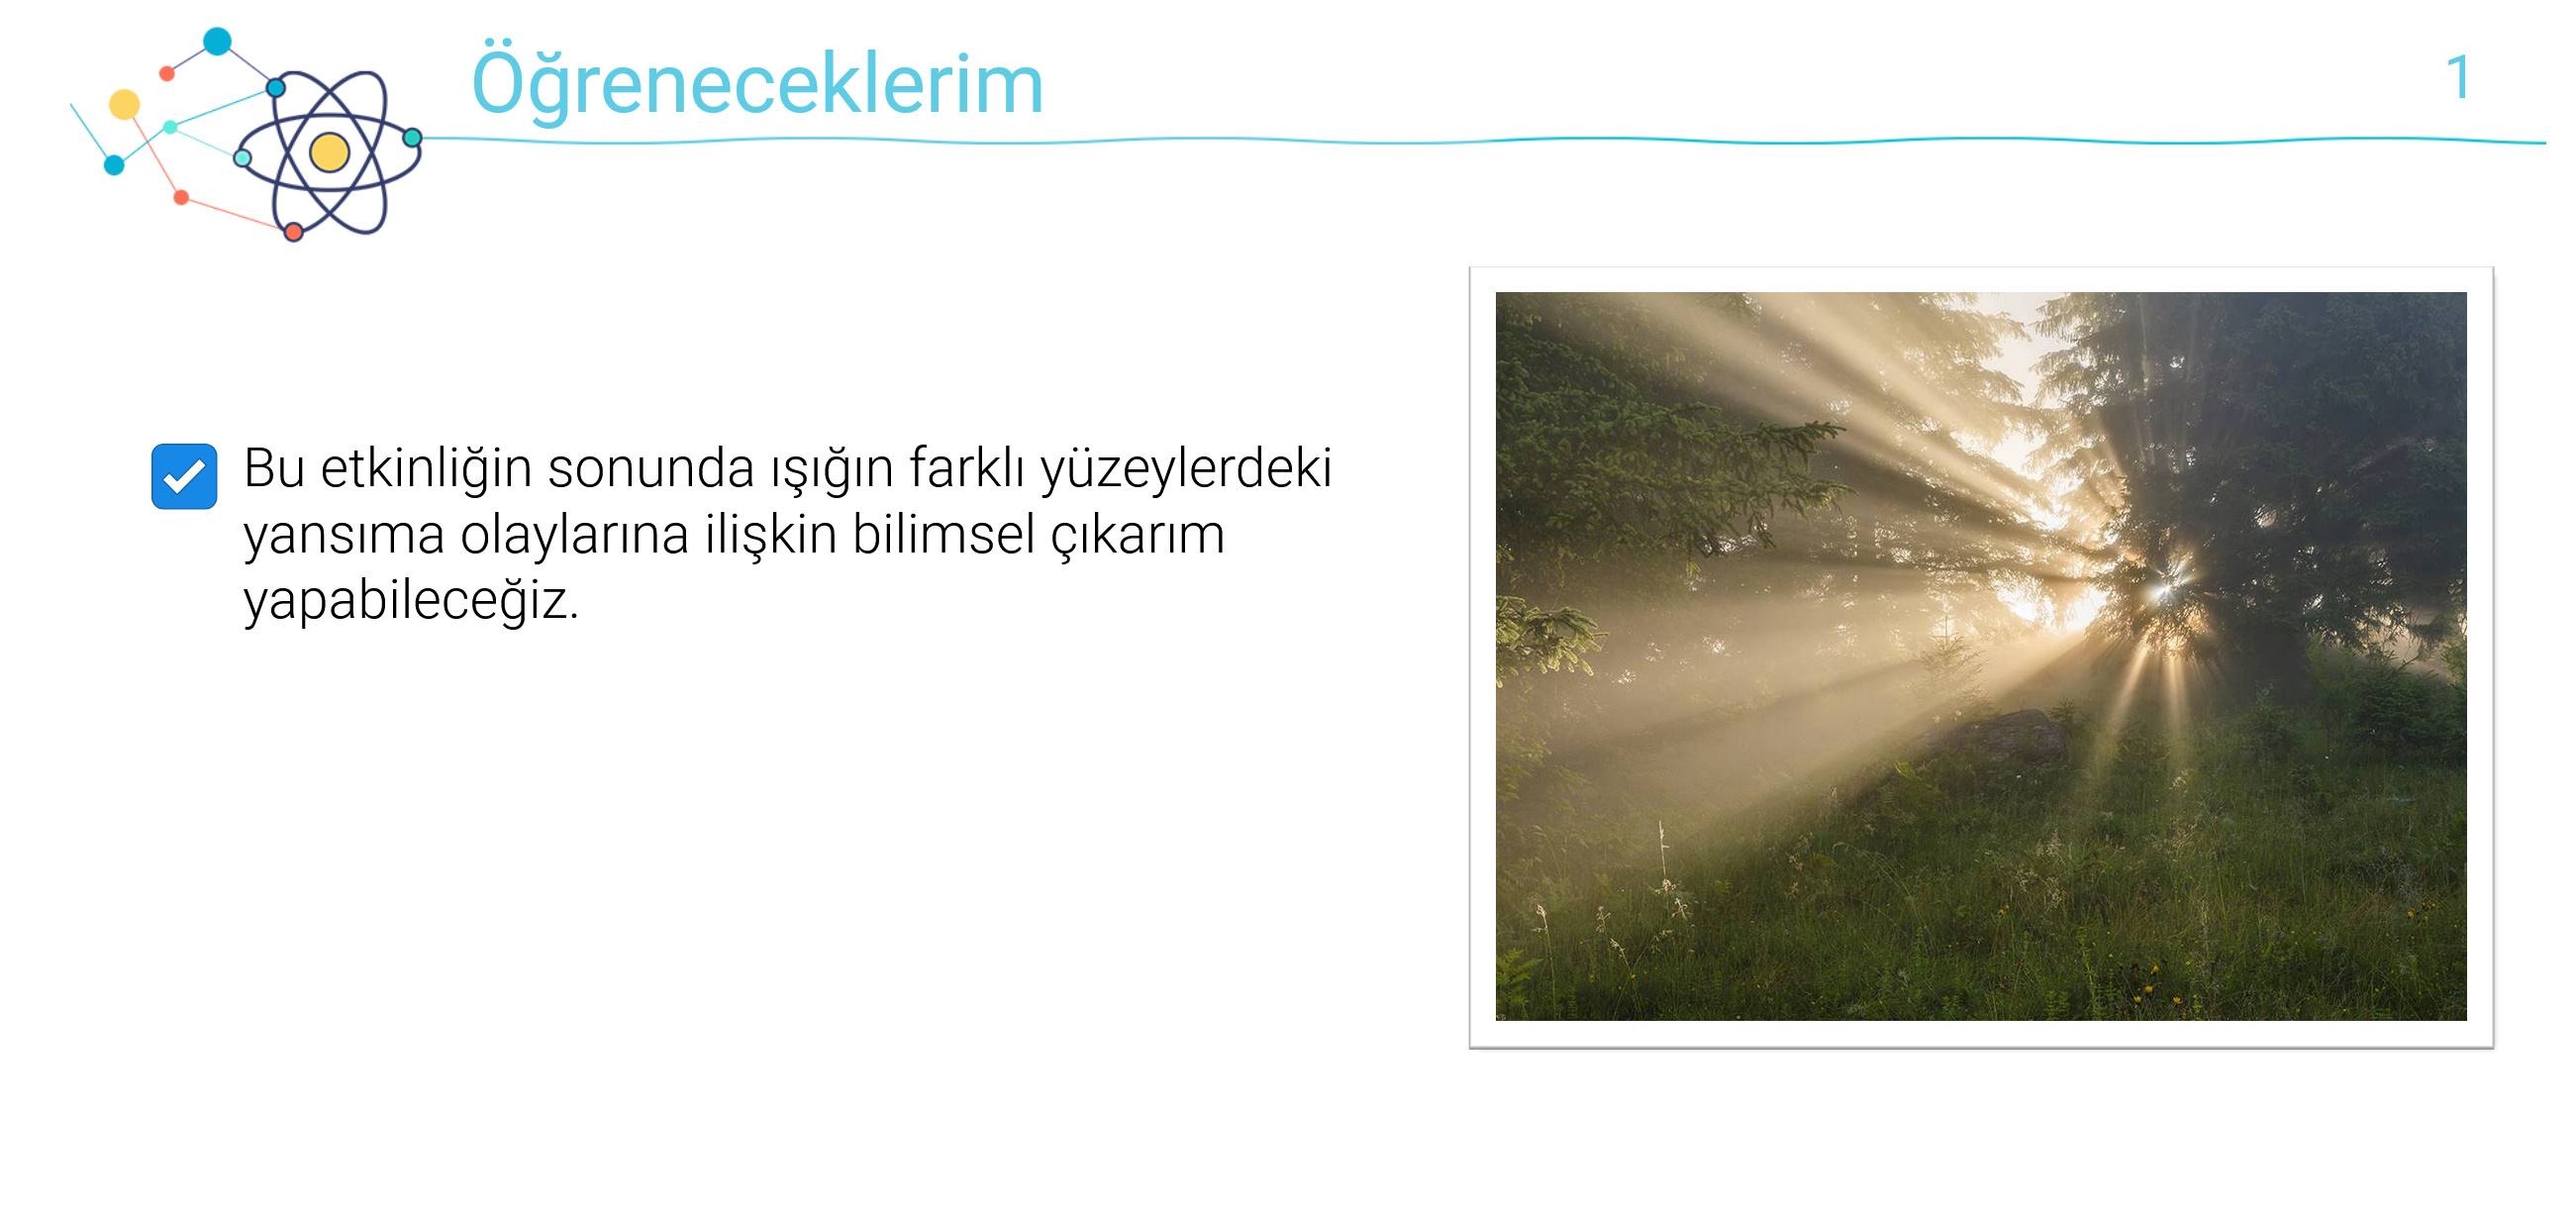 Öğreneceklerim
1
Bu etkinliğin sonunda ışığın farklı yüzeylerdeki
yansıma olaylarına ilişkin bilimsel çıkarım
yapabileceğiz.